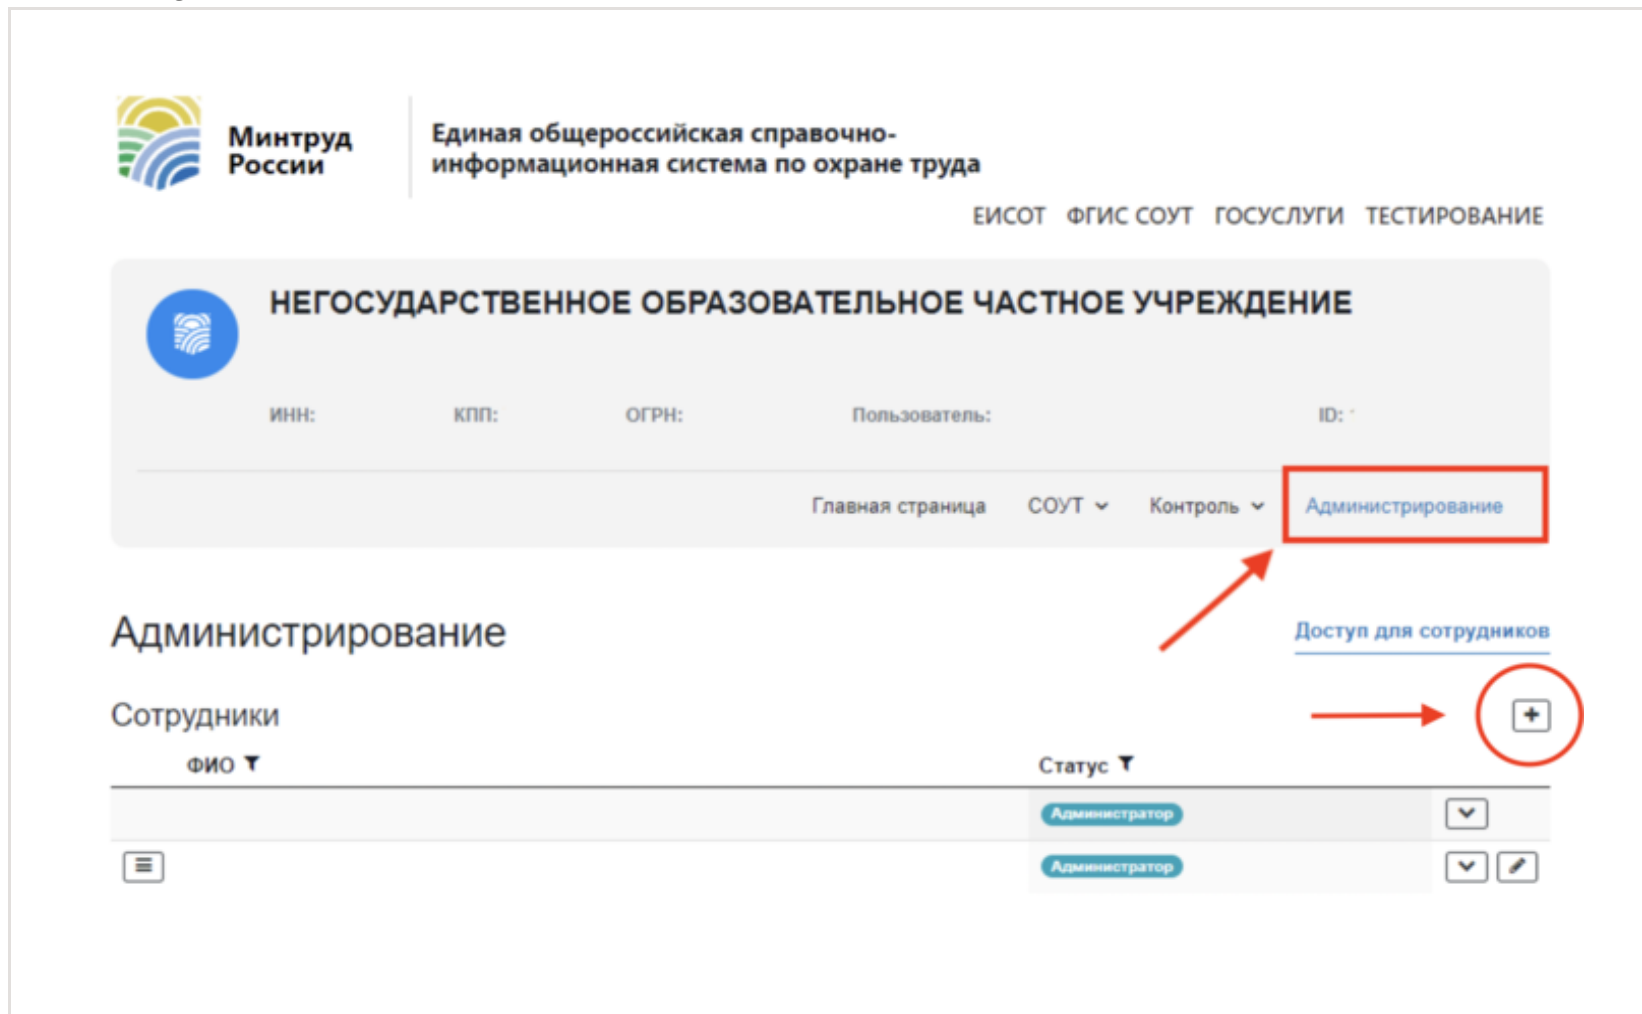 Минтруд
России
Единая общероссийская справочно-
информационная система по охране труда
ЕИСОТ ФГИС СОУТ ГОСУСЛУГИ ТЕСТИРОВАНИЕ
НЕГОСУДАРСТВЕННОЕ ОБРАЗОВАТЕЛЬНОЕ ЧАСТНОЕ УЧРЕЖДЕНИЕ
ИНН: КПП: ОГРН: Пользователь: ID:
Главная страница СОУТ Контроль Администрирование
Администрирование
Доступ для сотрудников
Сотрудники
ФИО Статус
Администратор
Администратор